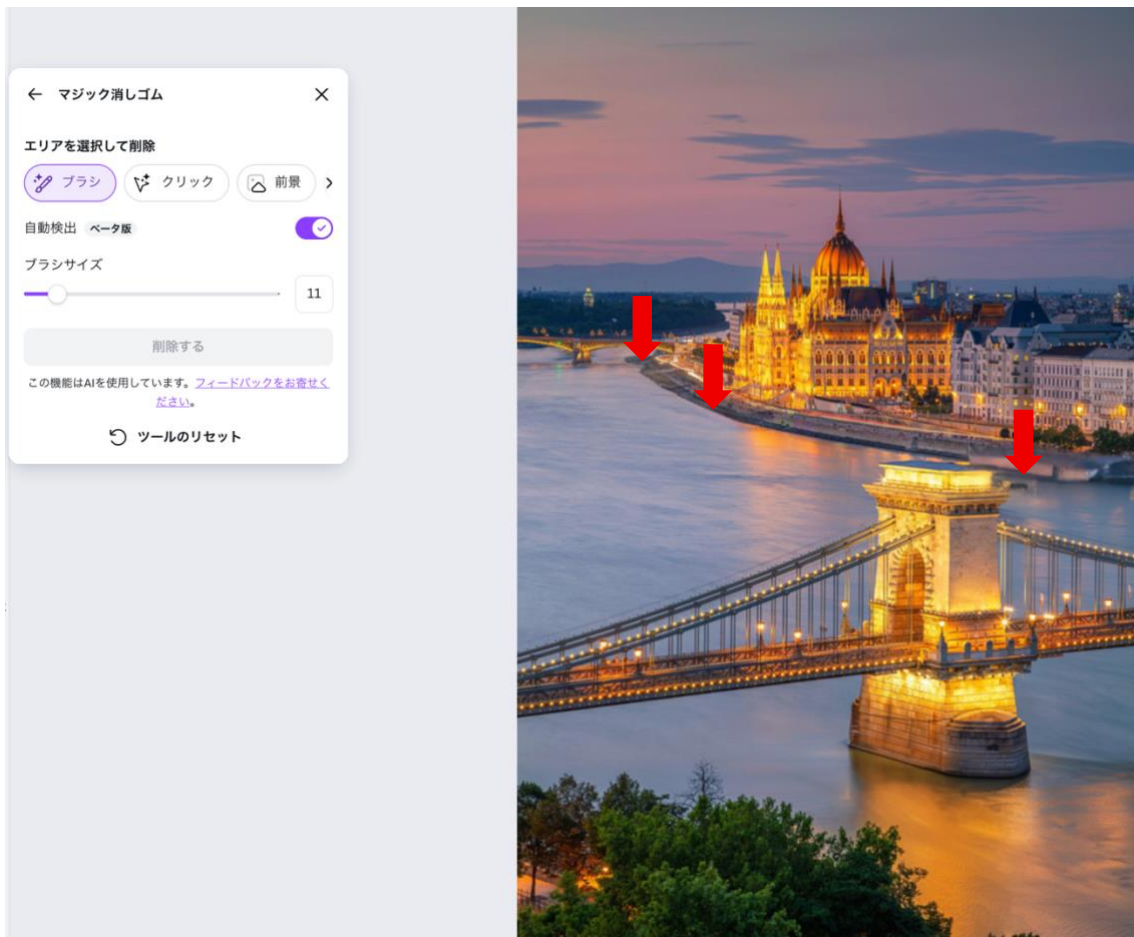 マジック消しゴム
エリアを選択して削除
ブラシ
クリック
前景
自動検出 ベータ版
ブラシサイズ
11
削除する
この機能はAIを使用しています。フィードバックをお寄せく
ださい。
ツールのリセット